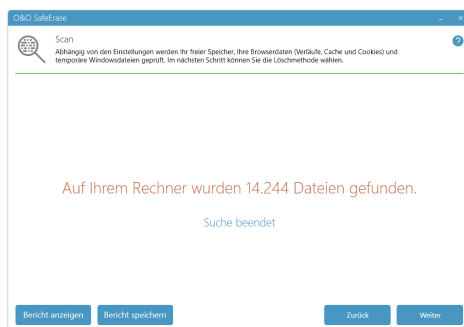 O&O SafeErase
Scan
Abhängig von den Einstellungen werden Ihr freier Speicher, Ihre Browserdaten (Verläufe, Cache und Cookies) und
temporäre Windowsdateien geprüft. Im nächsten Schritt können Sie die Löschmethode wählen.
?
Auf Ihrem Rechner wurden 14.244 Dateien gefunden.
Suche beendet
Bericht anzeigen Bericht speichern Zurück Weiter